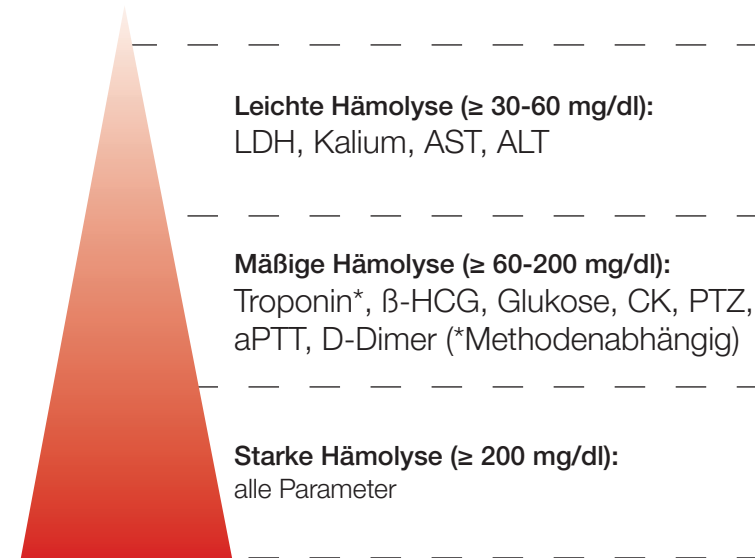 Leichte Hämolyse (≥ 30-60 mg/dl):
LDH, Kalium, AST, ALT
Mäßige Hämolyse (≥ 60-200 mg/dl):
Troponin*, ß-HCG, Glukose, CK, PTZ,
aPTT, D-Dimer (*Methodenabhängig)
Starke Hämolyse (≥ 200 mg/dl):
alle Parameter